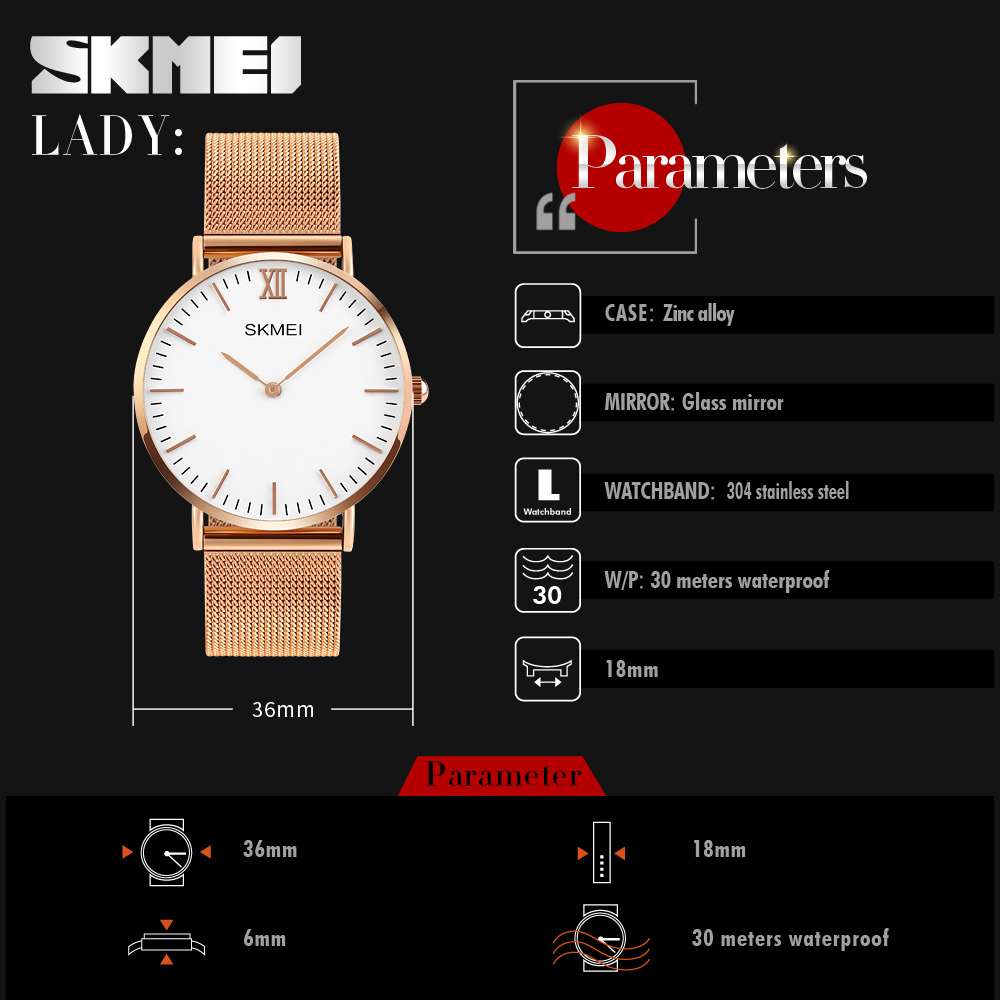 SKMEI
LADY:
XII
SKMEI
36mm
Parameters
CASE: Zinc alloy
MIRROR: Glass mirror
L
Watchband
WATCHBAND: 304 stainless steel
30
W/P: 30 meters waterproof
18mm
Parameter
36mm
18mm
6mm
30 meters waterproof